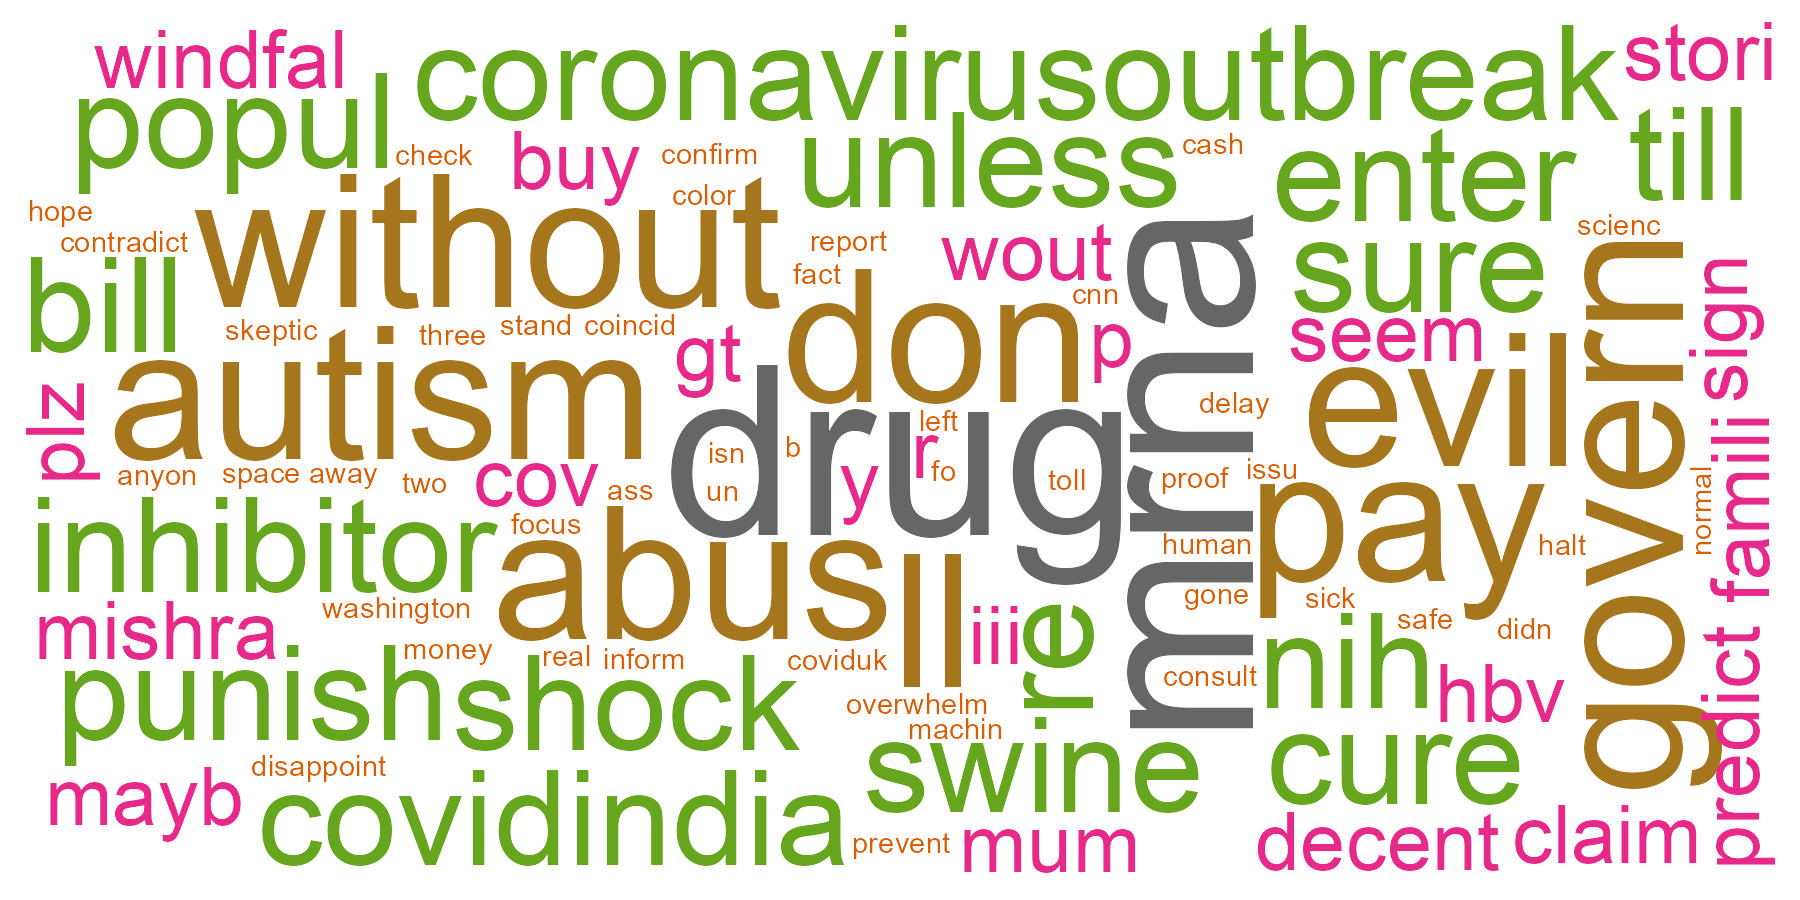 windfal
coronavirusoutbreak
stori
popul
check
buy
confirm
unless
cash
enter
till
hope
contradict
without
color
report
wout
scienc
bill
fact
sure
cnn
skeptic
three
stand
coincid
gt
don
p
mrna
seem
govern
sign
autism
plz
drug
left
delay
evil
isn
b
r
anyon
space
away
two
cov
ass
un
y
fo
toll
proof
issu
pay
normal
famili
inhibitor
focus
abus
human
halt
ll
washington
mishra
iii
re
gone
sick
safe
didn
nih
money
real
inform
coviduk
consult
hbv
predict
punish
shock
overwhelm
machin
swine
cure
disappoint
mayb
covidindia
prevent
mum
decent
claim